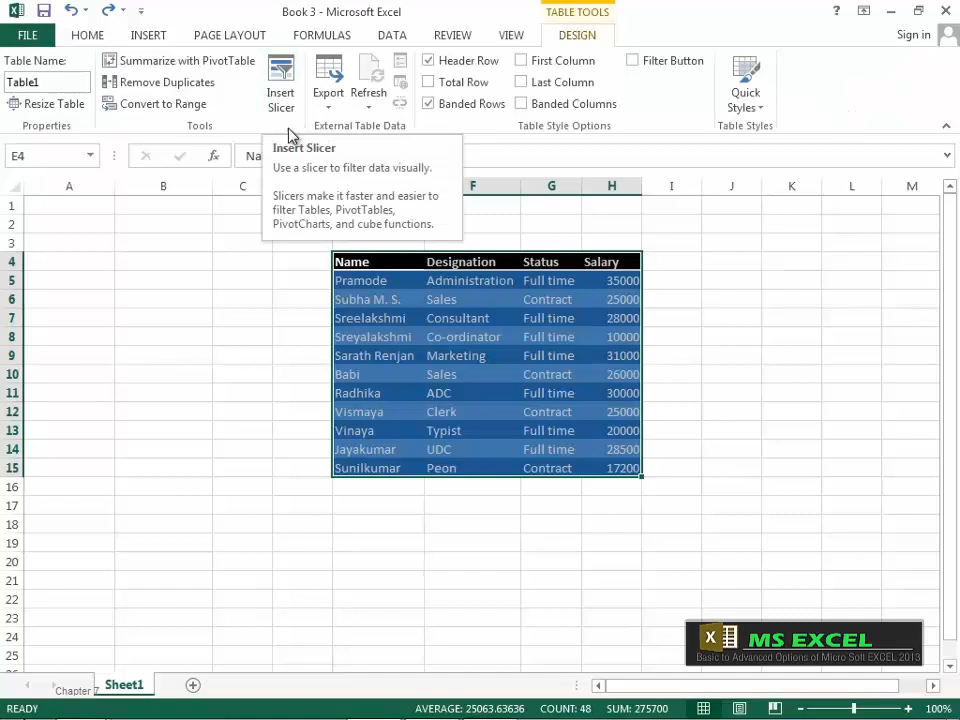 Book 3 - Microsoft Excel
TABLE TOOLS
?
FILE HOME INSERT PAGE LAYOUT FORMULAS DATA REVIEW VIEW DESIGN Sign in
Table Name:
Table1
Resize Table
Properties
Summarize with PivotTable
Remove Duplicates
Convert to Range
Tools
Insert Slicer
Export
Refresh
External Table Data
Header Row First Column Filter Button
Total Row Last Column
Banded Rows Banded Columns
Table Style Options
Quick Styles
Table Styles
E4 fx Na
Insert Slicer
Use a slicer to filter data visually.
Slicers make it faster and easier to
filter Tables, PivotTables,
PivotCharts, and cube functions.
A B C F G H I J K L M
1
2
3
4 Name Designation Status Salary
5 Pramode Administration Full time 35000
6 Subha M. S. Sales Contract 25000
7 Sreelakshmi Consultant Full time 28000
8 Sreyalakshmi Co-ordinator Full time 10000
9 Sarath Renjan Marketing Full time 31000
10 Babi Sales Contract 26000
11 Radhika ADC Full time 30000
12 Vismaya Clerk Contract 25000
13 Vinaya Typist Full time 20000
14 Jayakumar UDC Full time 28500
15 Sunilkumar Peon Contract 17200
16
17
18
19
20
21
22
23
24
25
MS EXCEL
Basic to Advanced Options of Micro Soft EXCEL 2013
Chapter 7 Sheet1
READY AVERAGE: 25063.63636 COUNT: 48 SUM: 275700 100%